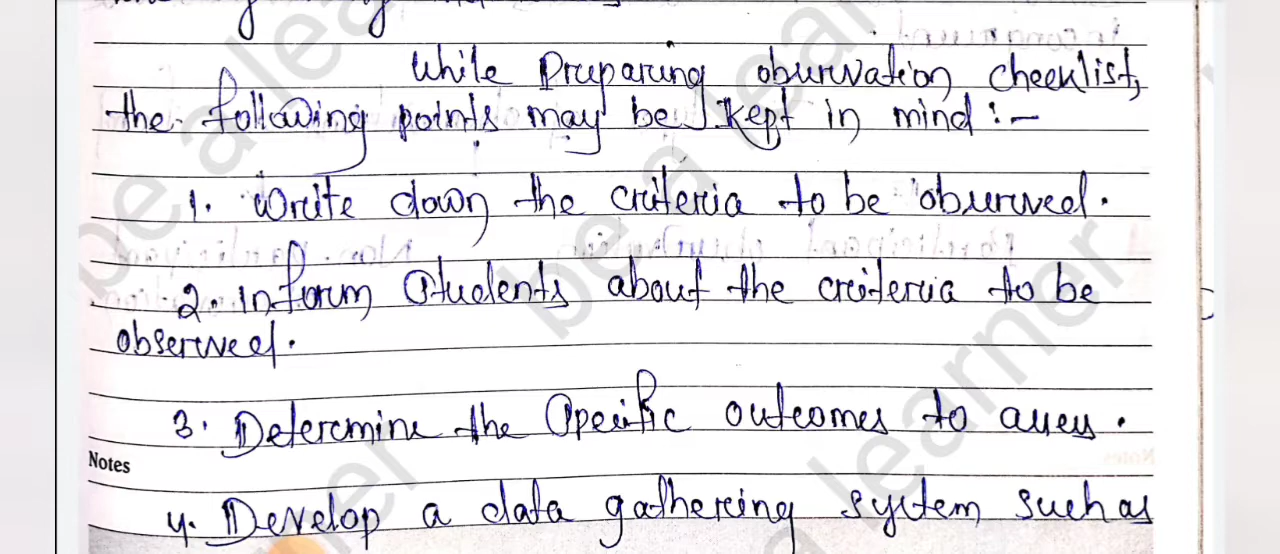 While Preparing observation checklist,
the following points may be kept in mind :-
1. Write down the criteria to be observed.
2. Inform Students about the criteria to be
observed.
3. Determine the Specific outcomes to assess.
Notes
4. Develop a data gathering system such as
be a learner